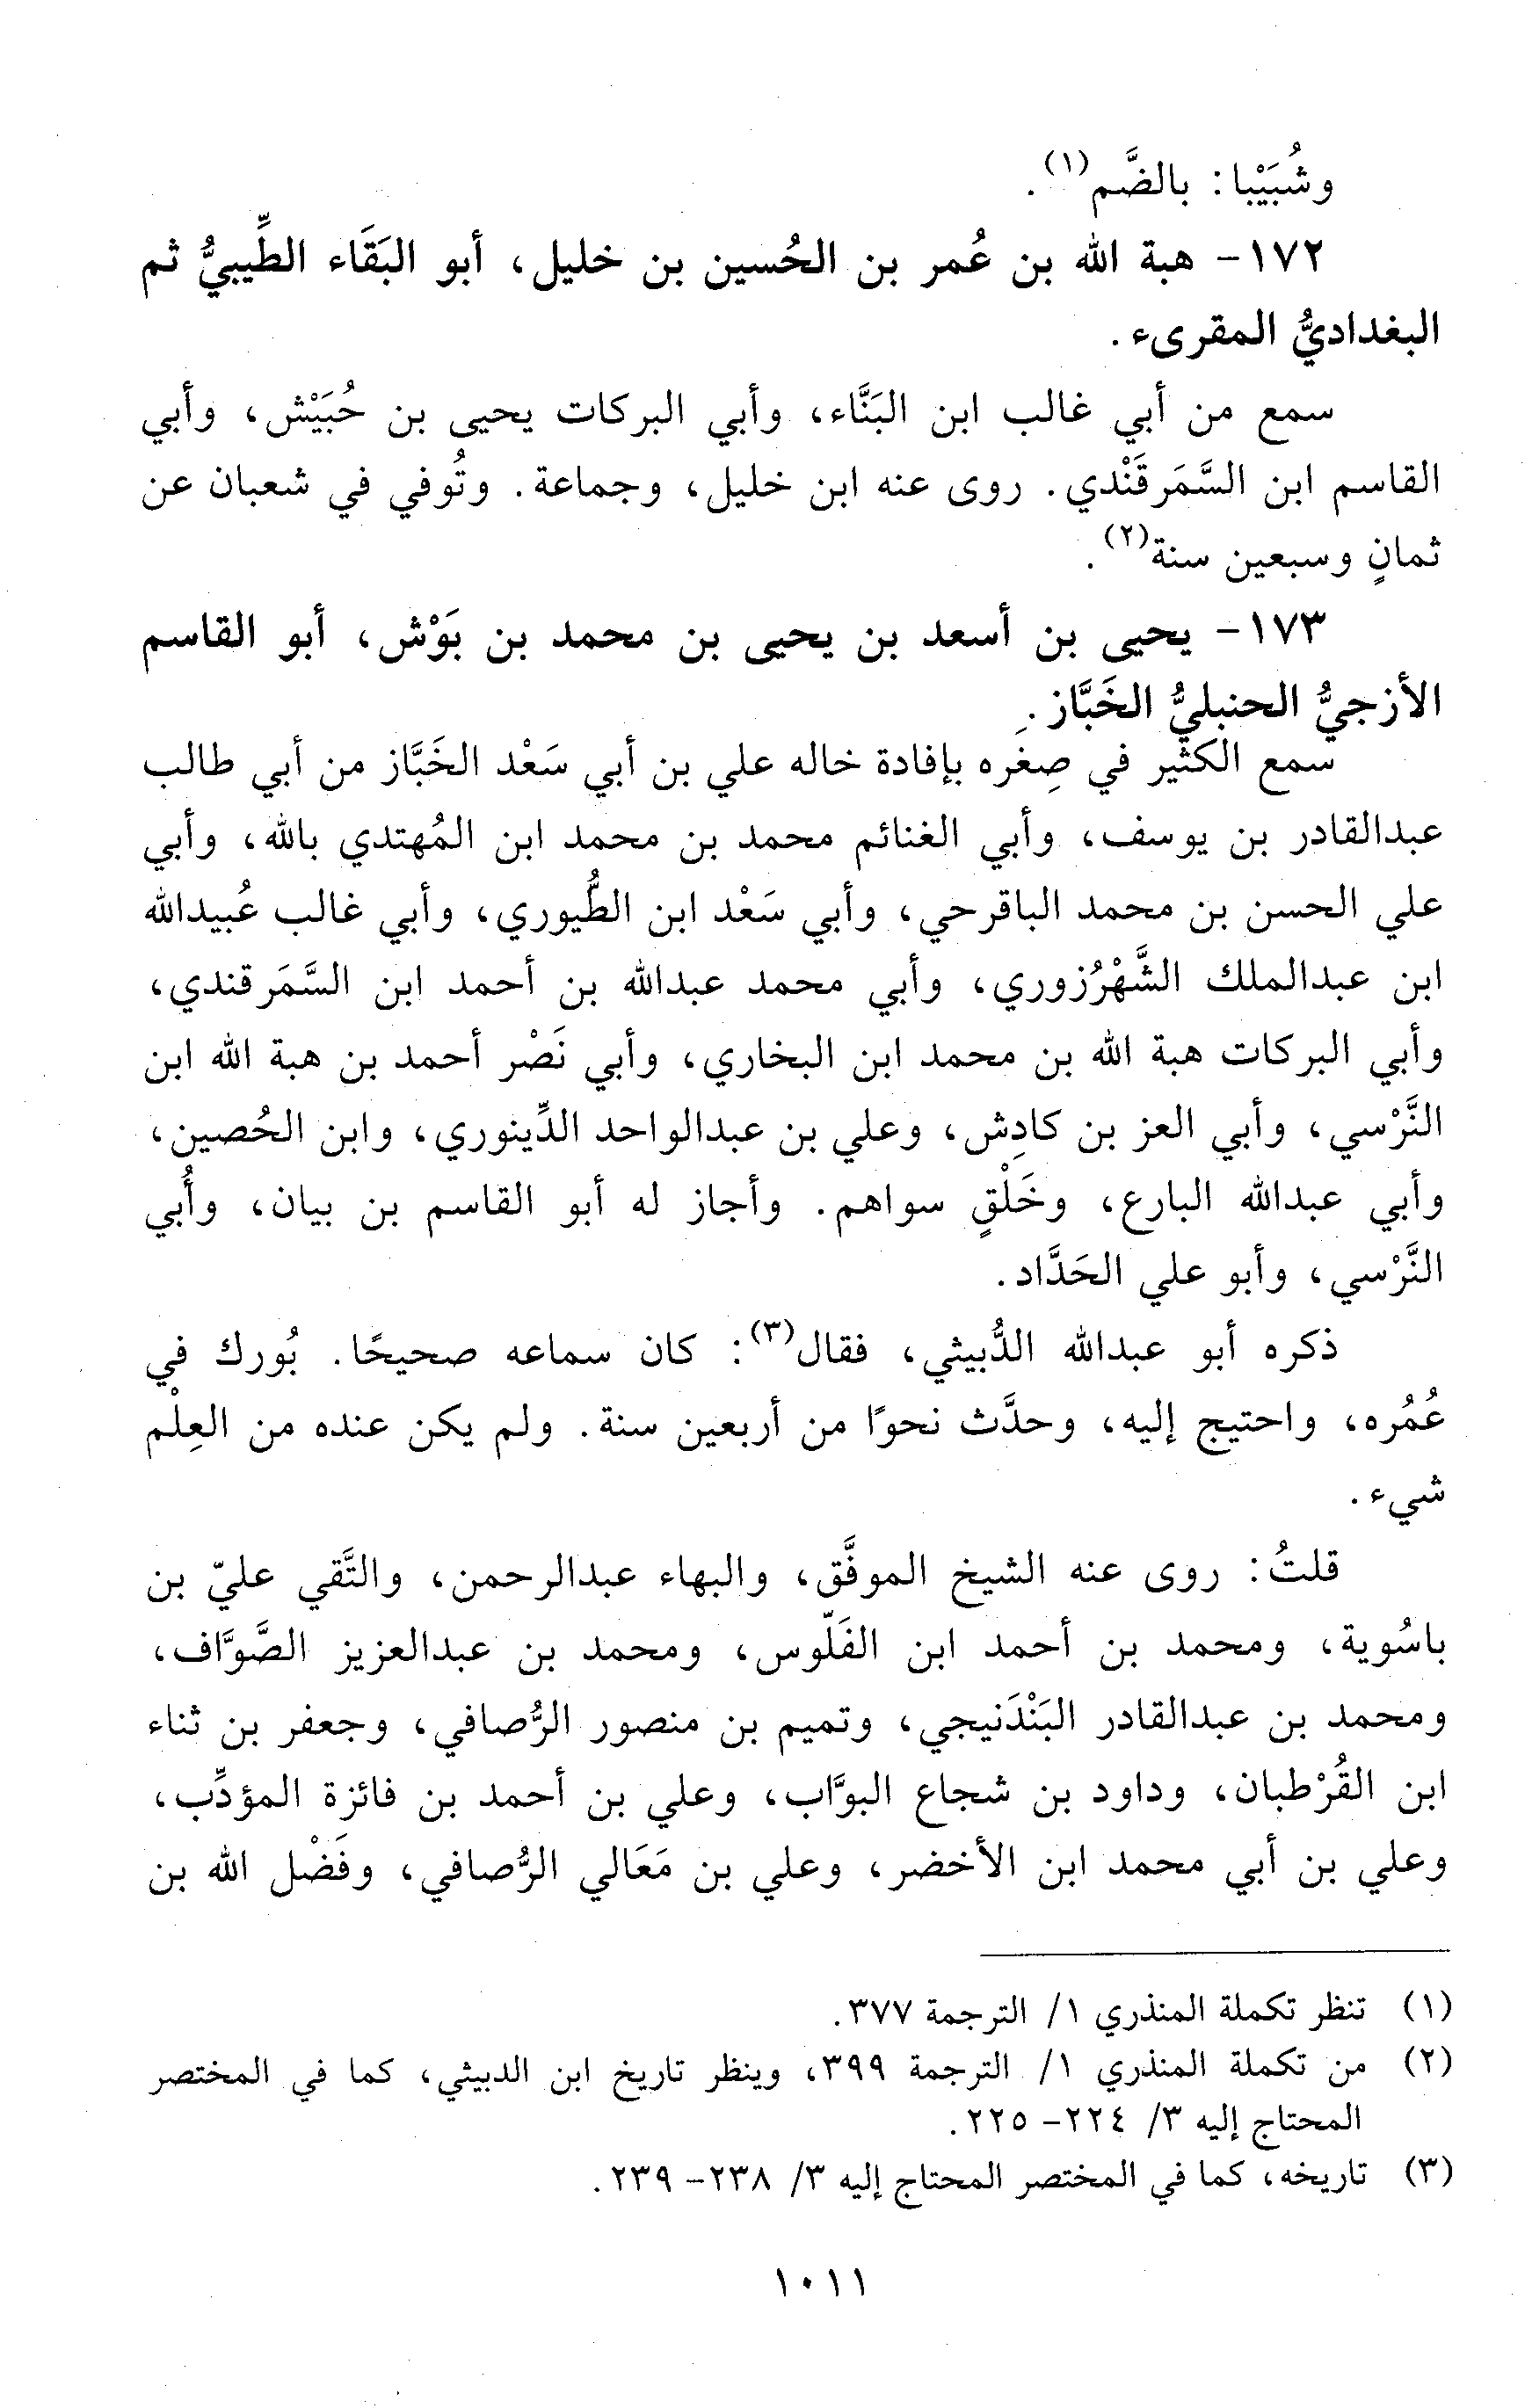 وشُبَيْبا: بالضَّم(١).
١٧٢- هبة الله بن عُمر بن الحُسين بن خليل، أبو البَقَاء الطِّيبيُّ ثم
البغداديُّ المقرىء.
سمع من أبي غالب ابن البَنَّاء، وأبي البركات يحيى بن حُبَيْش، وأبي
القاسم ابن السَّمَرقَنْدي. روى عنه ابن خليل، وجماعة. وتُوفي في شعبان عن
ثمانٍ وسبعين سنة(٢).
١٧٣- يحيى بن أسعد بن يحيى بن محمد بن بَوْش، أبو القاسم
الأزجيُّ الحنبليُّ الخَبَّاز.
سمع الكثير في صِغره بإفادة خاله علي بن أبي سَعْد الخَبَّاز من أبي طالب
عبدالقادر بن يوسف، وأبي الغنائم محمد بن محمد ابن المُهتدي بالله، وأبي
علي الحسن بن محمد الباقرحي، وأبي سَعْد ابن الطُّيوري، وأبي غالب عُبيدالله
ابن عبدالملك الشَّهْرُزوري، وأبي محمد عبدالله بن أحمد ابن السَّمَرقندي،
وأبي البركات هبة الله بن محمد ابن البخاري، وأبي نَصْر أحمد بن هبة الله ابن
النَّرْسي، وأبي العز بن كادِش، وعلي بن عبدالواحد الدِّينوري، وابن الحُصين،
وأبي عبدالله البارع، وخَلْقٍ سواهم. وأجاز له أبو القاسم بن بيان، وأُبي
النَّرْسي، وأبو علي الحَدَّاد.
ذكره أبو عبدالله الدُّبيثي، فقال(٣): كان سماعه صحيحًا. بُورك في
عُمُره، واحتيج إليه، وحدَّث نحوًا من أربعين سنة. ولم يكن عنده من العِلْم
شيء.
قلتُ: روى عنه الشيخ الموفَّق، والبهاء عبدالرحمن، والتَّقي عليّ بن
باسُوية، ومحمد بن أحمد ابن الفَلّوس، ومحمد بن عبدالعزيز الصَّوَّاف،
ومحمد بن عبدالقادر البَنْدَنيجي، وتميم بن منصور الرُّصافي، وجعفر بن ثناء
ابن القُرْطبان، وداود بن شجاع البوَّاب، وعلي بن أحمد بن فائزة المؤدِّب،
وعلي بن أبي محمد ابن الأخضر، وعلي بن مَعَالي الرُّصافي، وفَضْل الله بن
(١) تنظر تكملة المنذري ١/ الترجمة ٣٧٧.
(٢) من تكملة المنذري ١/ الترجمة ٣٩٩، وينظر تاريخ ابن الدبيثي، كما في المختصر
المحتاج إليه ٣/ ٢٢٤- ٢٢٥.
(٣) تاريخه، كما في المختصر المحتاج إليه ٣/ ٢٣٨- ٢٣٩.
١٠١١